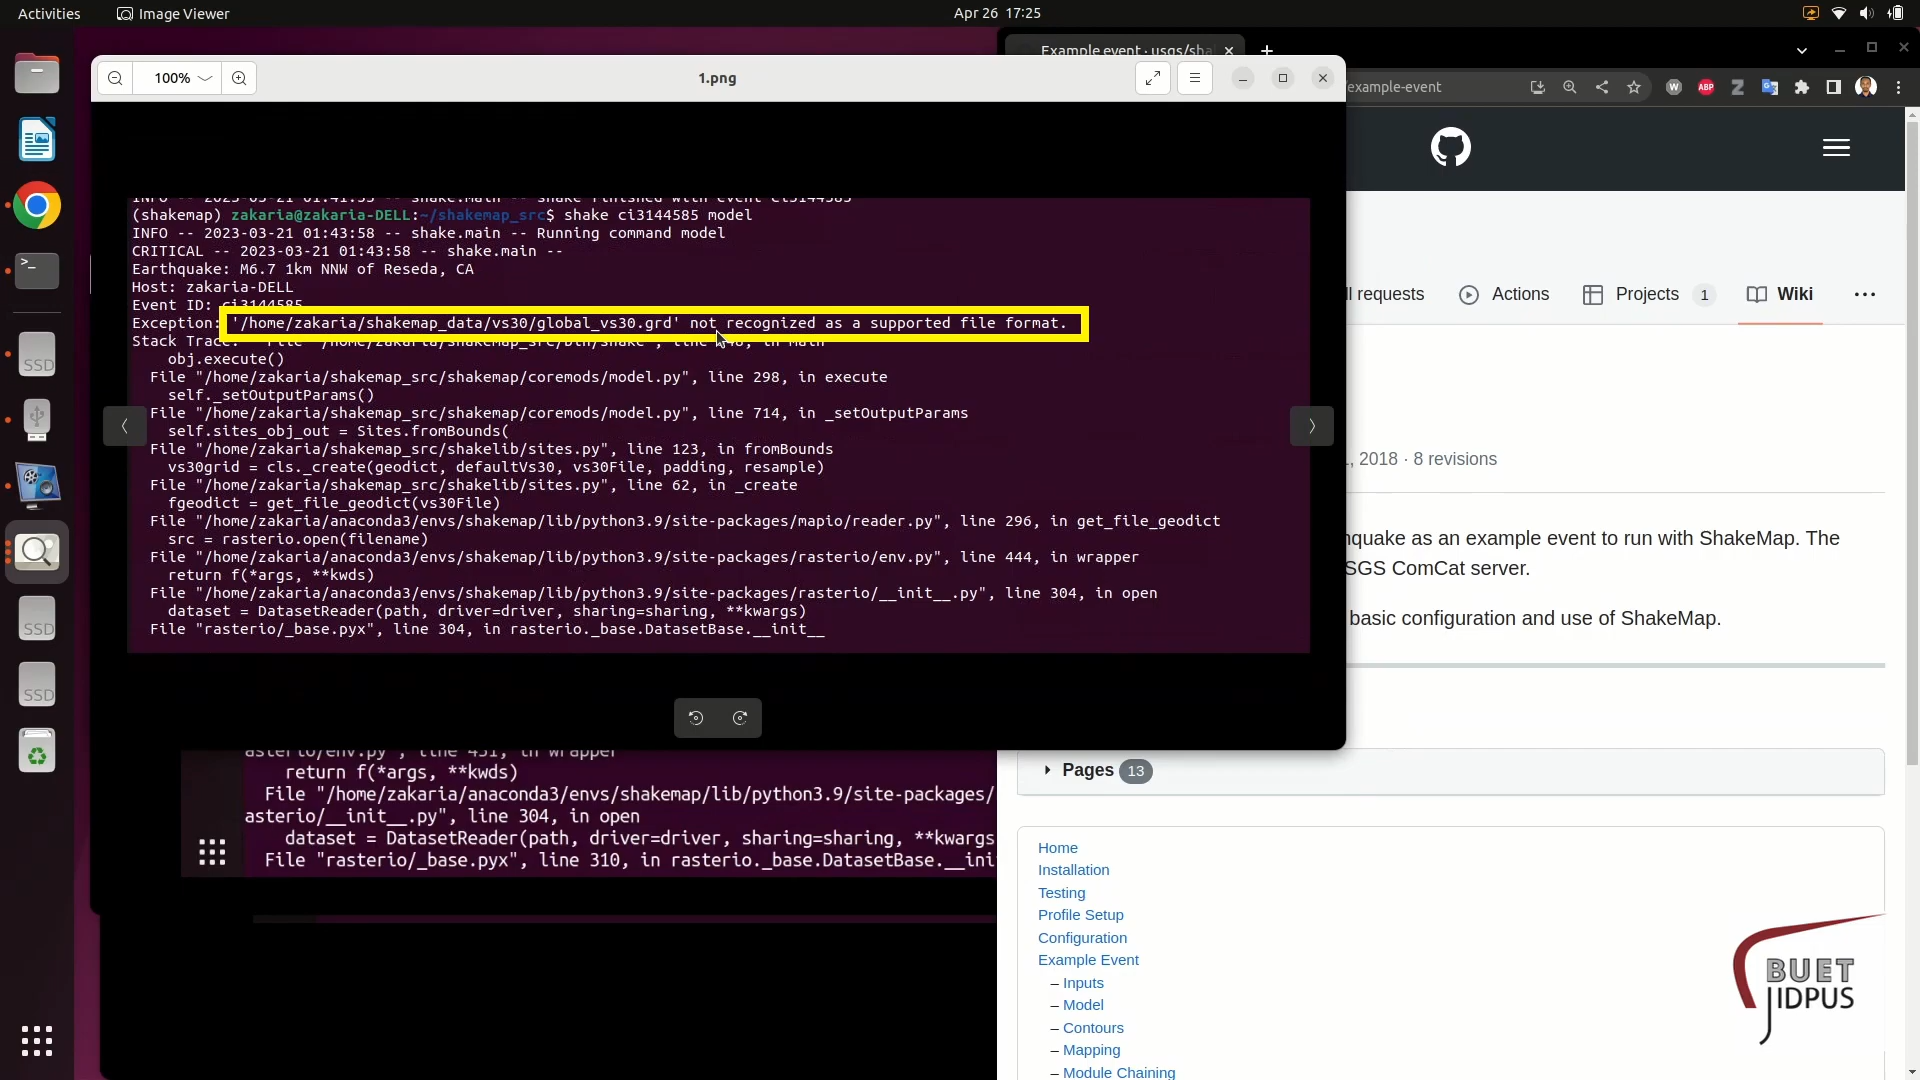 Activities
Image Viewer
Apr 26 17:25
Example event · usgs/sha
100%
1.png
example-event
(shakemap) zakaria@zakaria-DELL:~/shakemap_src$ shake ci3144585 model
INFO -- 2023-03-21 01:43:58 -- shake.main -- Running command model
CRITICAL -- 2023-03-21 01:43:58 -- shake.main --
Earthquake: M6.7 1km NNW of Reseda, CA
Host: zakaria-DELL
Event ID: ci3144585
Exception: '/home/zakaria/shakemap_data/vs30/global_vs30.grd' not recognized as a supported file format.
Stack Trace:
obj.execute()
File "/home/zakaria/shakemap_src/shakemap/coremods/model.py", line 298, in execute
self._setOutputParams()
File "/home/zakaria/shakemap_src/shakemap/coremods/model.py", line 714, in _setOutputParams
self.sites_obj_out = Sites.fromBounds(
File "/home/zakaria/shakemap_src/shakelib/sites.py", line 123, in fromBounds
vs30grid = cls._create(geodict, defaultVs30, vs30File, padding, resample)
File "/home/zakaria/shakemap_src/shakelib/sites.py", line 62, in _create
fgeodict = get_file_geodict(vs30File)
File "/home/zakaria/anaconda3/envs/shakemap/lib/python3.9/site-packages/mapio/reader.py", line 296, in get_file_geodict
src = rasterio.open(filename)
File "/home/zakaria/anaconda3/envs/shakemap/lib/python3.9/site-packages/rasterio/env.py", line 444, in wrapper
return f(*args, **kwds)
File "/home/zakaria/anaconda3/envs/shakemap/lib/python3.9/site-packages/rasterio/__init__.py", line 304, in open
dataset = DatasetReader(path, driver=driver, sharing=sharing, **kwargs)
File "rasterio/_base.pyx", line 304, in rasterio._base.DatasetBase.__init__
asterio/env.py", line 451, in wrapper
return f(*args, **kwds)
File "/home/zakaria/anaconda3/envs/shakemap/lib/python3.9/site-packages/
asterio/__init__.py", line 304, in open
dataset = DatasetReader(path, driver=driver, sharing=sharing, **kwargs
File "rasterio/_base.pyx", line 310, in rasterio._base.DatasetBase.__ini
ll requests
Actions
Projects 1
Wiki
, 2018 · 8 revisions
quake as an example event to run with ShakeMap. The
SGS ComCat server.
basic configuration and use of ShakeMap.
Pages 13
Home
Installation
Testing
Profile Setup
Configuration
Example Event
– Inputs
– Model
– Contours
– Mapping
– Module Chaining
SSD
SSD
SSD
ABP
BUET
JIDPUS